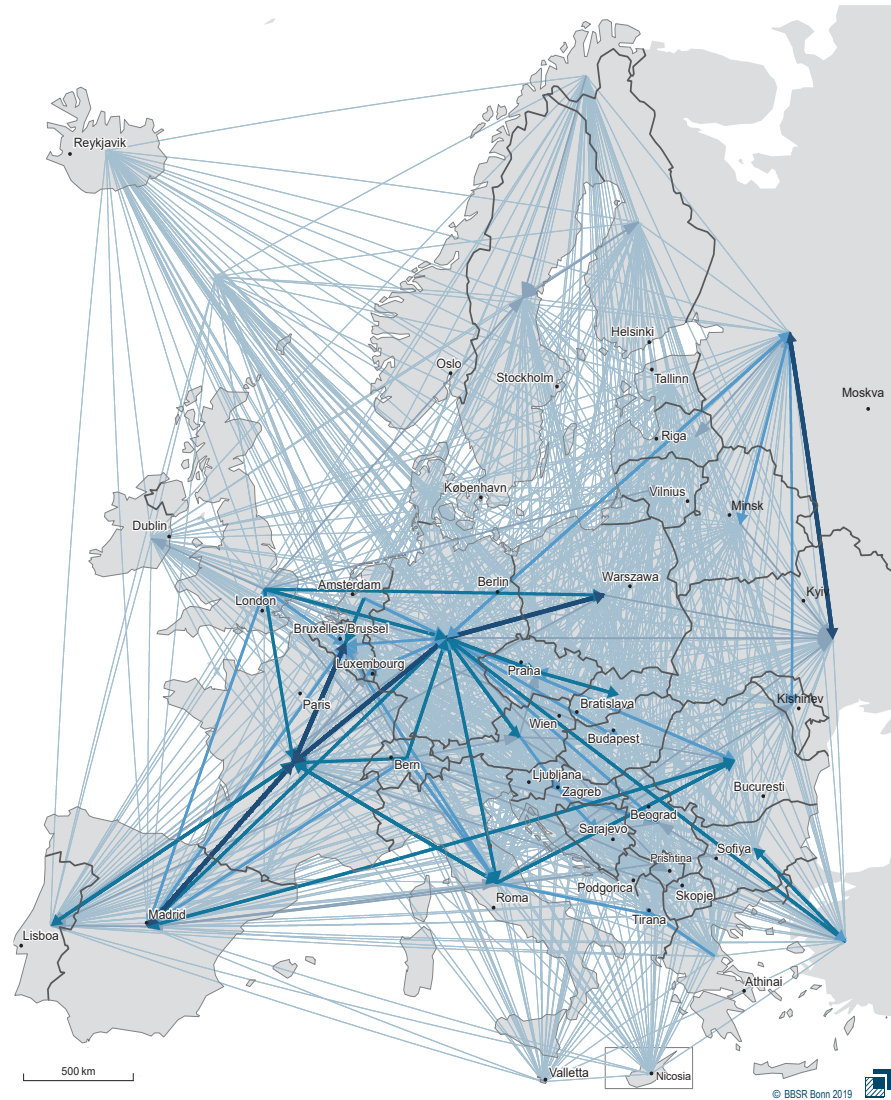 Reykjavik
Helsinki
Oslo
Stockholm
Tallinn
Moskva
Riga
København
Vilnius
Minsk
Dublin
Amsterdam
Berlin
Warszawa
London
Kyiv
Bruxelles/Brussel
Luxembourg
Praha
Paris
Kishinev
Bratislava
Wien
Budapest
Bern
Ljubljana
Zagreb
Bucuresti
Beograd
Sarajevo
Sofiya
Prishtina
Podgorica
Skopje
Roma
Madrid
Tirana
Lisboa
Athinai
500 km
Valletta
Nicosia
© BBSR Bonn 2019